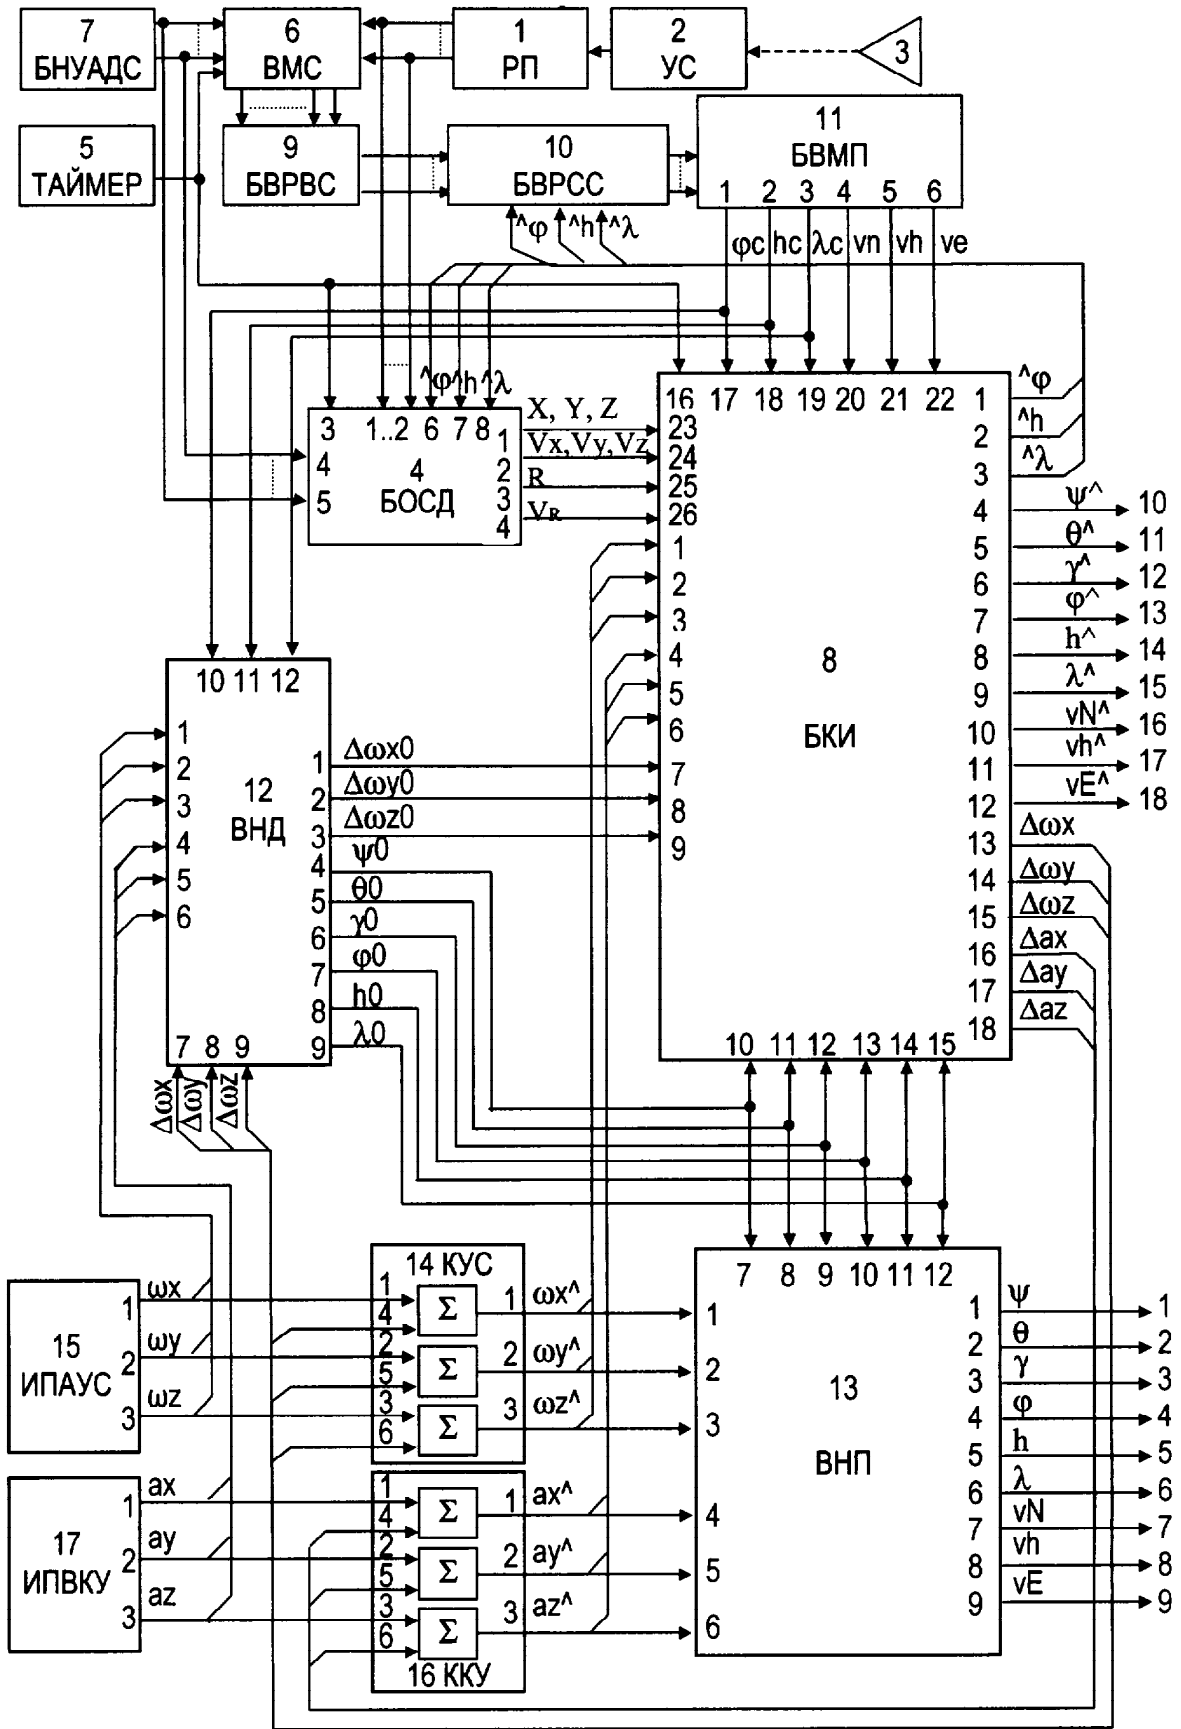 7
БНУАДС
6
ВМС
1
РП
2
УС
3
5
ТАЙМЕР
9
БВРВС
10
БВРСС
11
БВМП
1 2 3 4 5 6
^φ ^h ^λ
φc hc λc vn vh ve
^φ ^h ^λ
3 1..2 6 7 8
4
5
4
БОСД
1
2
3
4
X, Y, Z
Vx,Vy,Vz
R
VR
16 17 18 19 20 21 22
23
24
25
26
1
2
3
4
5
6
7
8
9
8
БКИ
1 ^φ
2 ^h
3 ^λ
4 ψ^ 10
5 θ^ 11
6 γ^ 12
7 φ^ 13
8 h^ 14
9 λ^ 15
10 vN^ 16
11 vh^ 17
12 vE^ 18
13 Δωx
14 Δωy
15 Δωz
16 Δax
17 Δay
18 Δaz
10 11 12 13 14 15
10 11 12
1
2
3
4
5
6
12
ВНД
1 Δωx0
2 Δωy0
3 Δωz0
4 ψ0
5 θ0
6 γ0
7 φ0
8 h0
9 λ0
7 8 9
Δωx
Δωy
Δωz
15
ИПАУС
1 ωx
2 ωy
3 ωz
17
ИПВКУ
1 ax
2 ay
3 az
14 КУС
1
4
2
5
3
6
Σ
Σ
Σ
1 ωx^
2 ωy^
3 ωz^
1
4
2
5
3
6
Σ
Σ
Σ
1 ax^
2 ay^
3 az^
16 ККУ
7 8 9 10 11 12
1
2
3
4
5
6
13
ВНП
1 ψ 1
2 θ 2
3 γ 3
4 φ 4
5 h 5
6 λ 6
7 vN 7
8 vh 8
9 vE 9